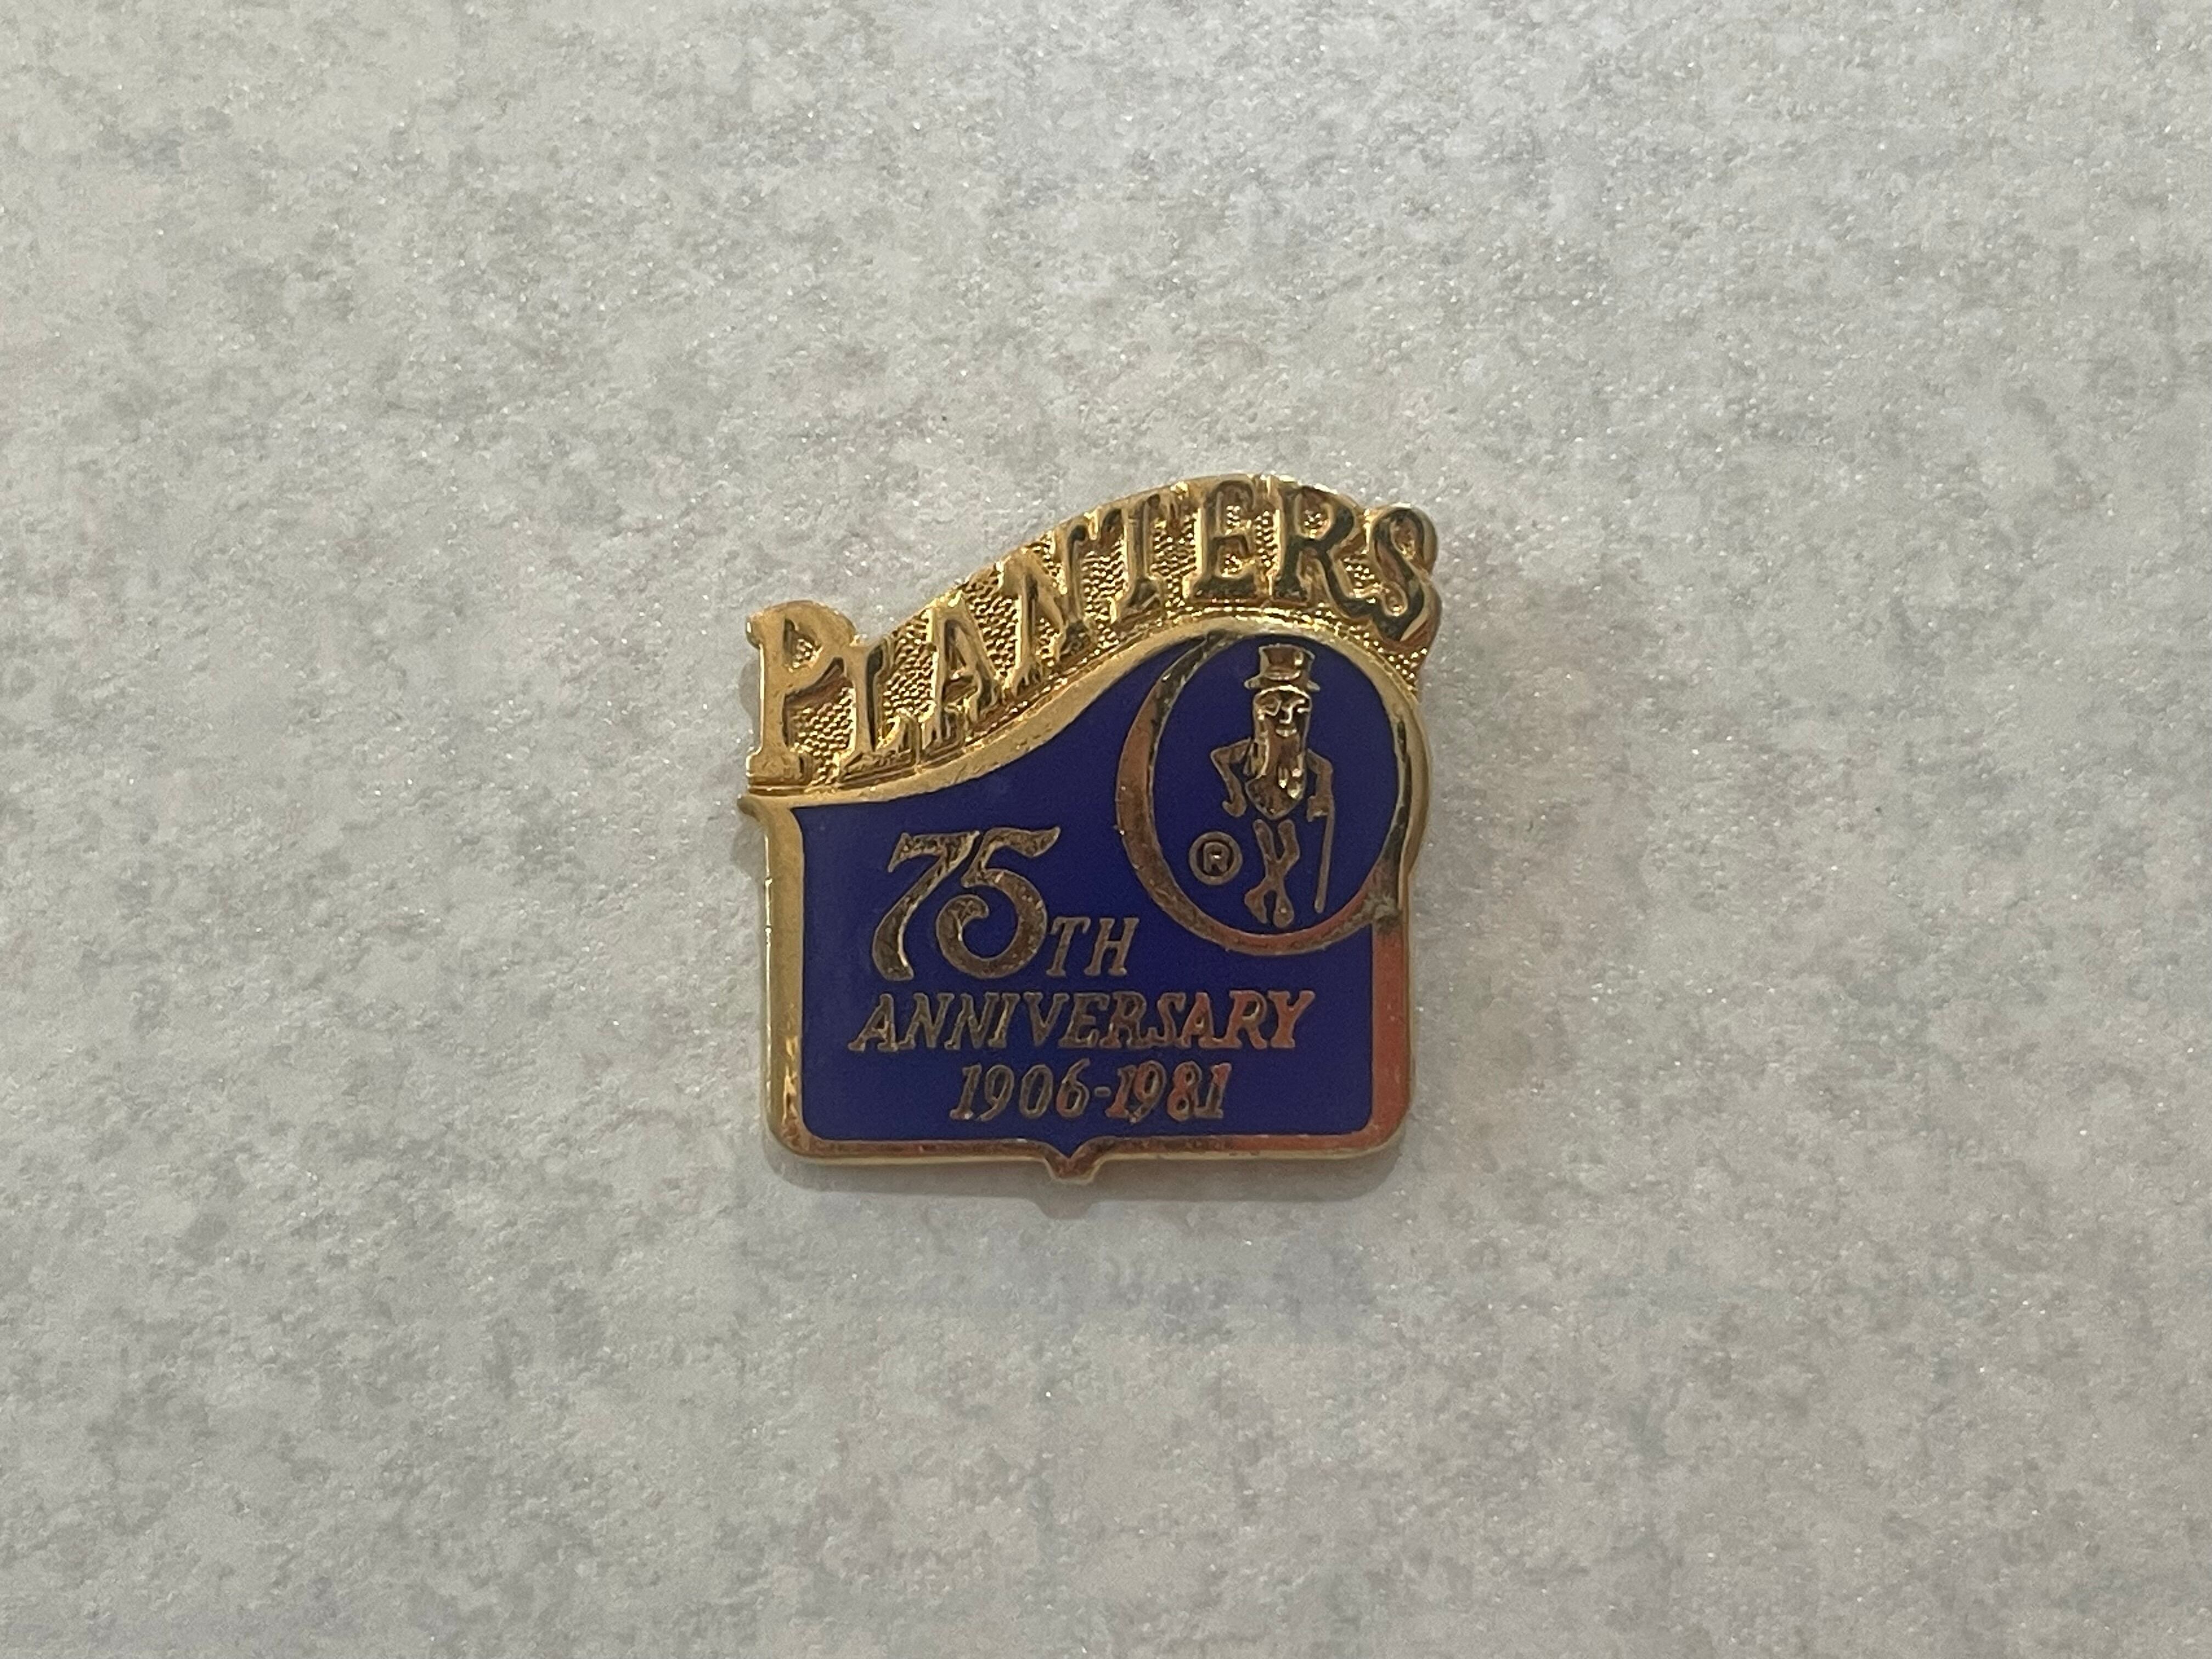 PLANTERS
®
75TH
ANNIVERSARY
1906-1981